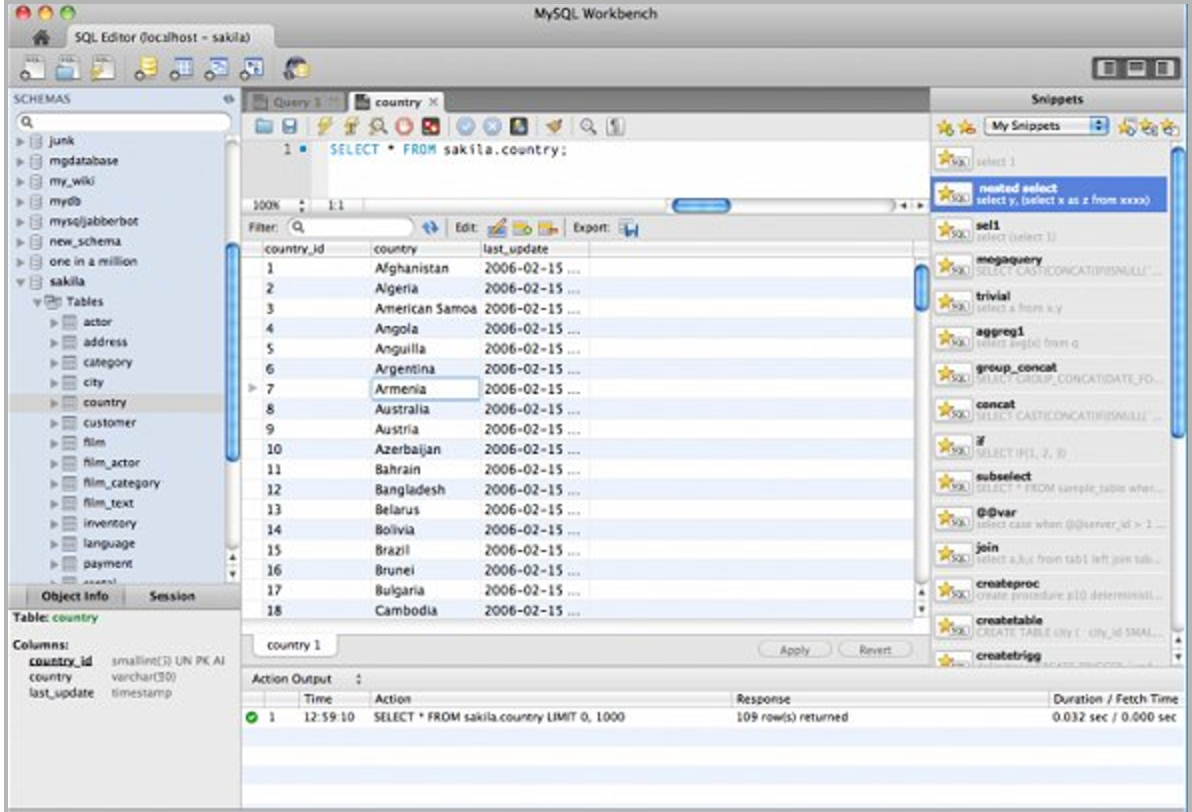 MySQL Workbench
SQL Editor (localhost - sakila)
SCHEMAS
junk
mgdatabase
my_wiki
mydb
mysqljabberbot
new_schema
one in a million
sakila
Tables
actor
address
category
city
country
customer
film
film_actor
film_category
film_text
inventory
language
payment
Object Info Session
Table: country
Columns:
country_id smallint(5) UN PK AI
country varchar(50)
last_update timestamp
Query 1 country
1 SELECT * FROM sakila.country;
100% 1:1
Filter: Edit: Export:
country_id country last_update
1 Afghanistan 2006-02-15 ...
2 Algeria 2006-02-15 ...
3 American Samoa 2006-02-15 ...
4 Angola 2006-02-15 ...
5 Anguilla 2006-02-15 ...
6 Argentina 2006-02-15 ...
7 Armenia 2006-02-15 ...
8 Australia 2006-02-15 ...
9 Austria 2006-02-15 ...
10 Azerbaijan 2006-02-15 ...
11 Bahrain 2006-02-15 ...
12 Bangladesh 2006-02-15 ...
13 Belarus 2006-02-15 ...
14 Bolivia 2006-02-15 ...
15 Brazil 2006-02-15 ...
16 Brunei 2006-02-15 ...
17 Bulgaria 2006-02-15 ...
18 Cambodia 2006-02-15 ...
country 1
Apply Revert
Action Output
Time Action Response Duration / Fetch Time
1 12:59:10 SELECT * FROM sakila.country LIMIT 0, 1000 109 row(s) returned 0.032 sec / 0.000 sec
Snippets
My Snippets
select 1
nested select
select y, (select x as z from xxxx)
sel1
select (select 1)
megaquery
SELECT CAST(CONCAT(IF(ISNULL(`...
trivial
select a from x.y
aggreg1
select avg(x) from q
group_concat
SELECT GROUP_CONCAT(DATE_FO...
concat
SELECT CAST(CONCAT(IF(ISNULL(`...
if
SELECT IF(1, 2, 3)
subselect
SELECT * FROM sample_table wher...
@@var
select case when @@server_id > 1 ...
join
select a,b,c from tab1 left join tab...
createproc
create procedure p10 deterministi...
createtable
CREATE TABLE city ( city_id SMAL...
createtrigg